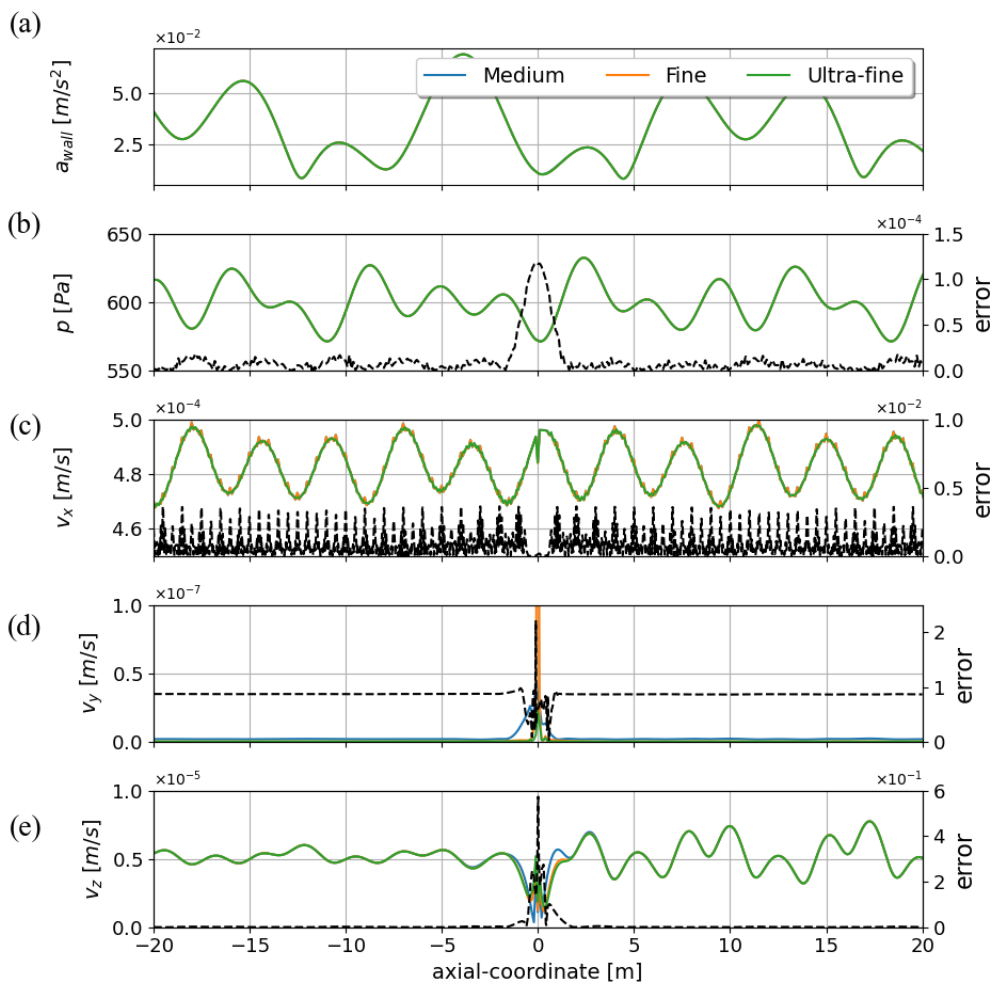 (a)
×10⁻²
a_wall [m/s²]
5.0
2.5
Medium Fine Ultra-fine
(b)
×10⁻⁴
p [Pa]
650
600
550
1.5
1.0
0.5
0.0
error
(c)
×10⁻⁴
×10⁻²
v_x [m/s]
5.0
4.8
4.6
1.0
0.5
0.0
(d)
×10⁻⁷
v_y [m/s]
1.0
0.5
0.0
2
1
0
error
(e)
×10⁻⁵
×10⁻¹
v_z [m/s]
1.0
0.5
0.0
6
4
2
0
error
−20 −15 −10 −5 0 5 10 15 20
axial-coordinate [m]